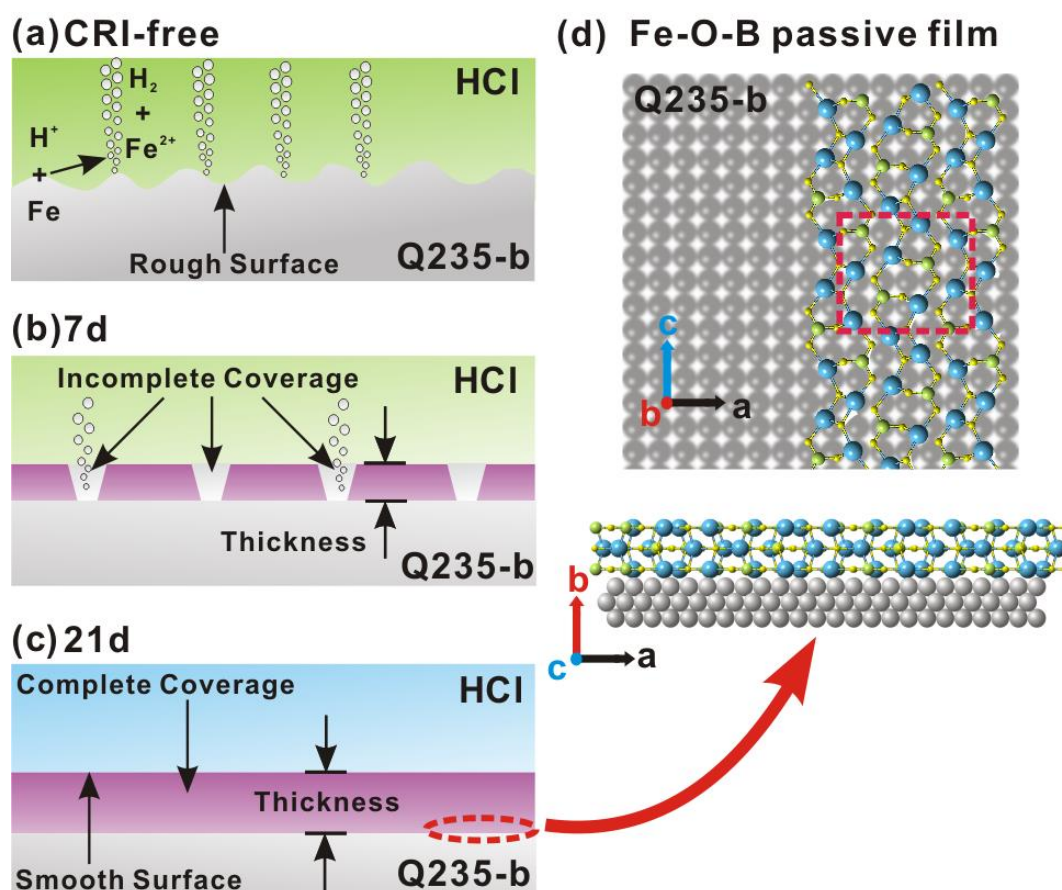 (a) CRI-free
H₂
+
Fe²⁺
HCl
H⁺
+
Fe
Rough Surface
Q235-b
(b) 7d
Incomplete Coverage
HCl
Thickness
Q235-b
(c) 21d
Complete Coverage
HCl
Thickness
Smooth Surface
Q235-b
(d) Fe-O-B passive film
Q235-b
c
b
a
b
c
a